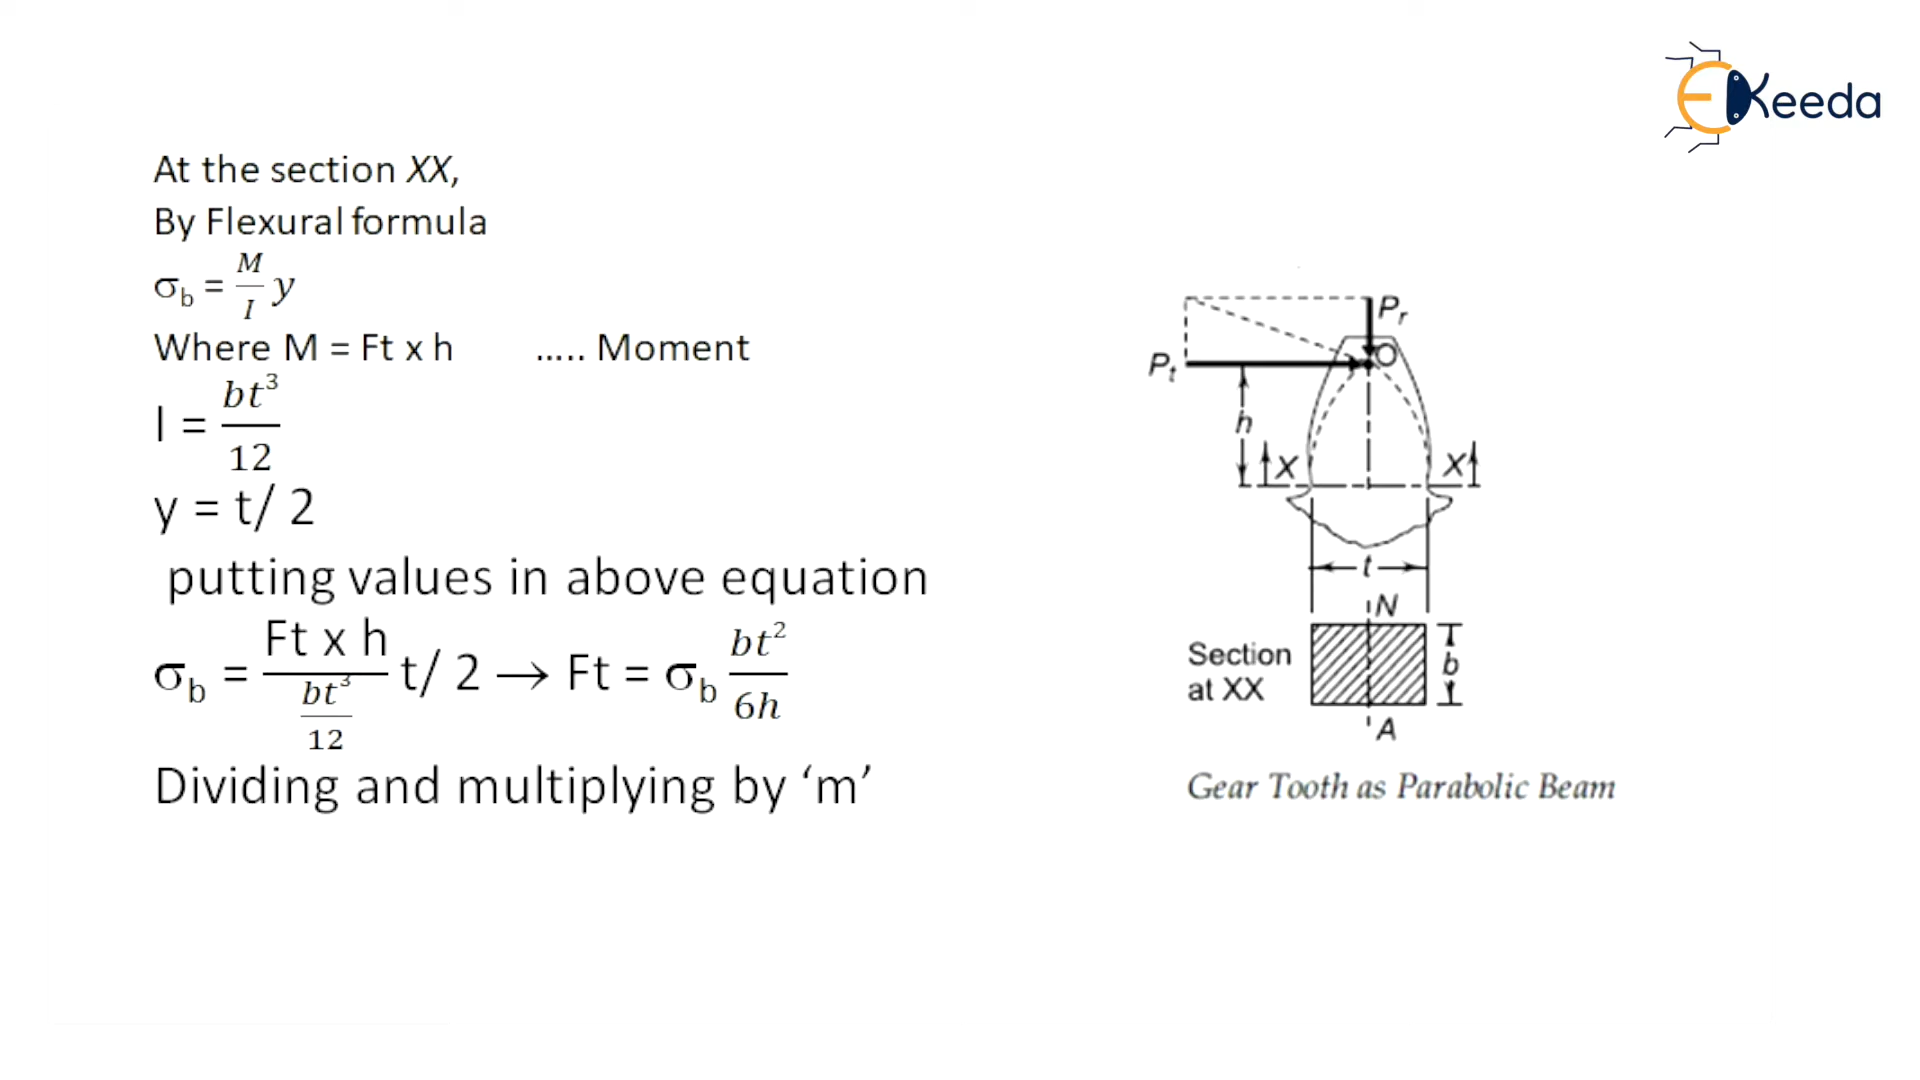 EKeeda
At the section XX,
By Flexural formula
σb = M/I y
Where M = Ft x h ..... Moment
I = bt³/12
y = t/ 2
putting values in above equation
σb = Ft x h / (bt³/12) t/ 2 → Ft = σb bt²/6h
Dividing and multiplying by ‘m’
Pr
O
Pt
h
X X
t
N
Section
at XX
b
A
Gear Tooth as Parabolic Beam